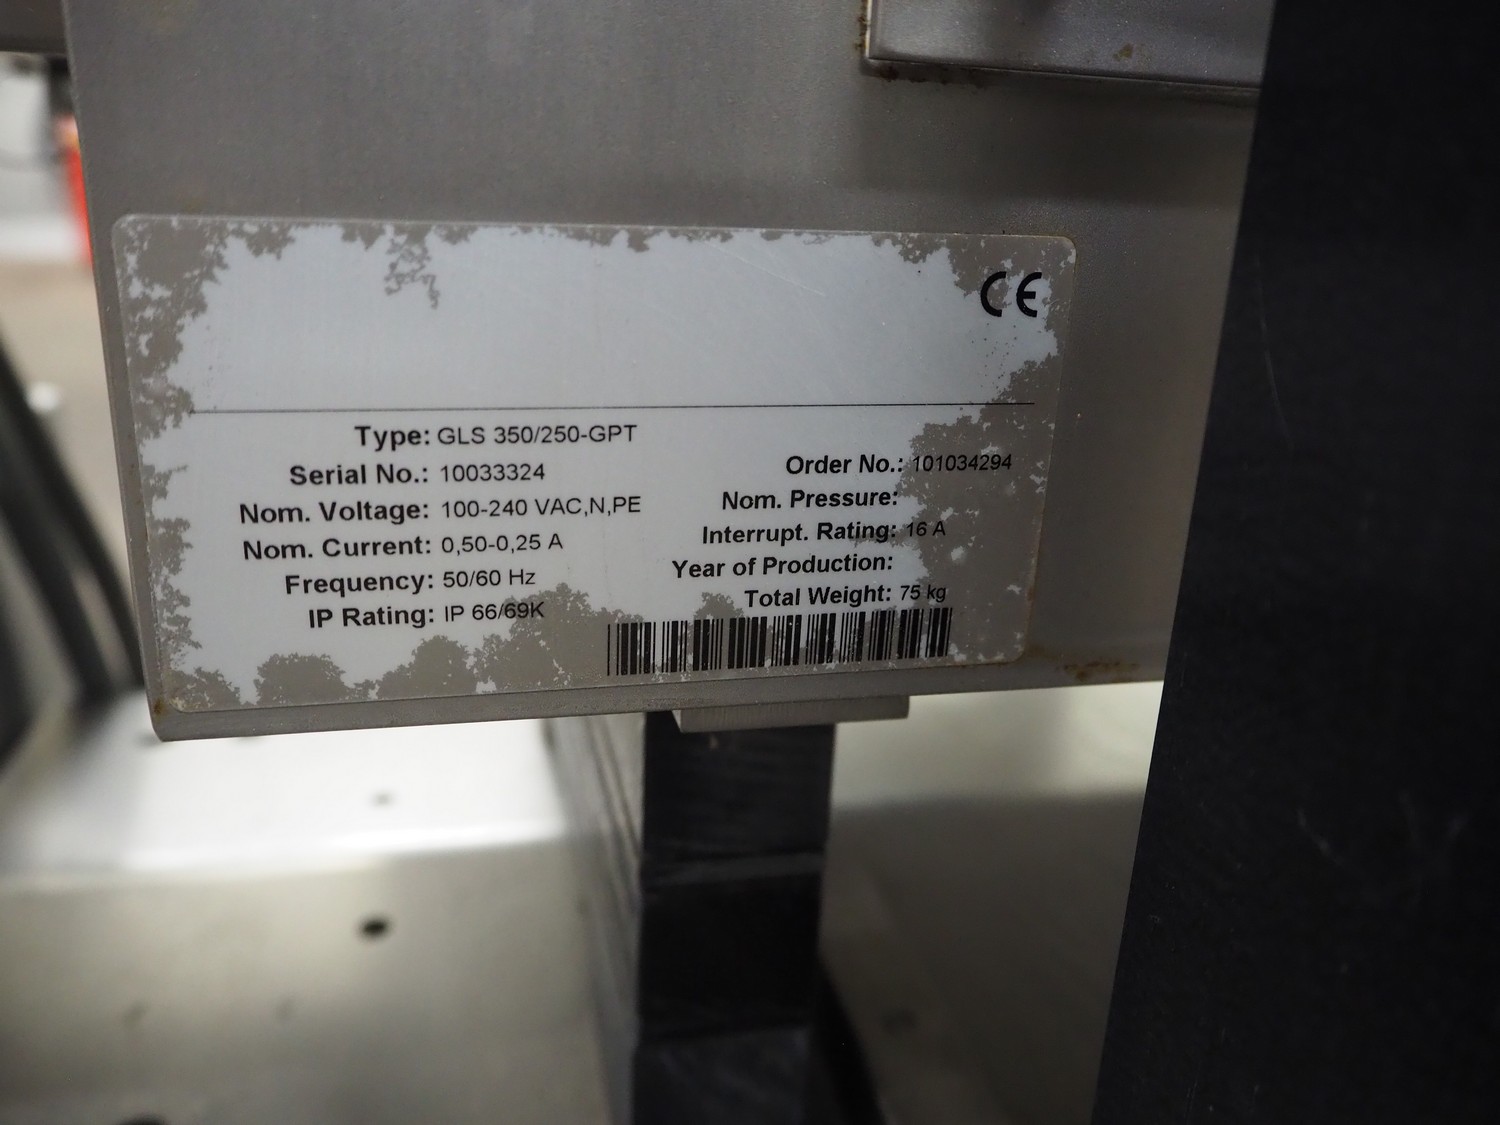 CE
Type: GLS 350/250-GPT
Serial No.: 10033324
Nom. Voltage: 100-240 VAC,N,PE
Nom. Current: 0,50-0,25 A
Frequency: 50/60 Hz
IP Rating: IP 66/69K
Order No.: 101034294
Nom. Pressure:
Interrupt. Rating: 16 A
Year of Production:
Total Weight: 75 kg